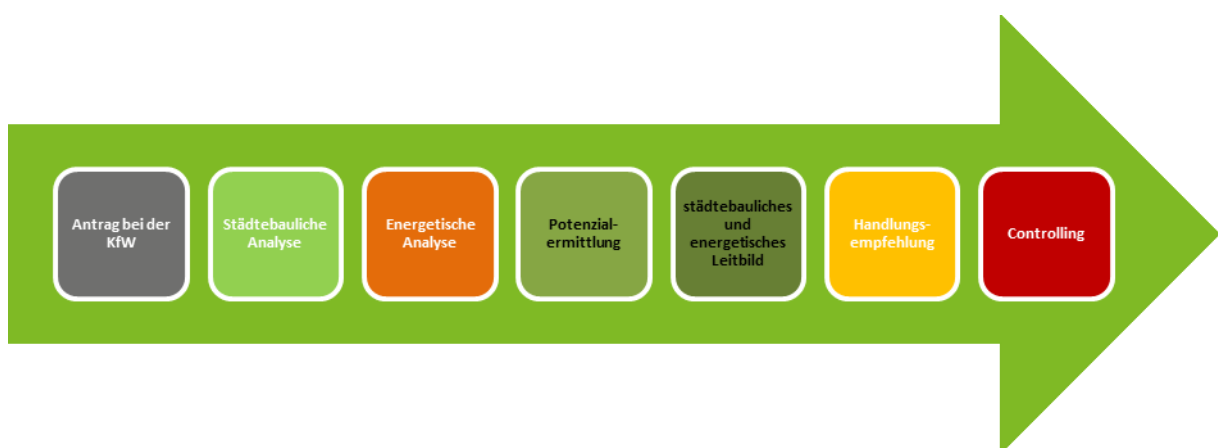 Antrag bei der
KfW
Städtebauliche
Analyse
Energetische
Analyse
Potenzial-
ermittlung
städtebauliches
und
energetisches
Leitbild
Handlungs-
empfehlung
Controlling